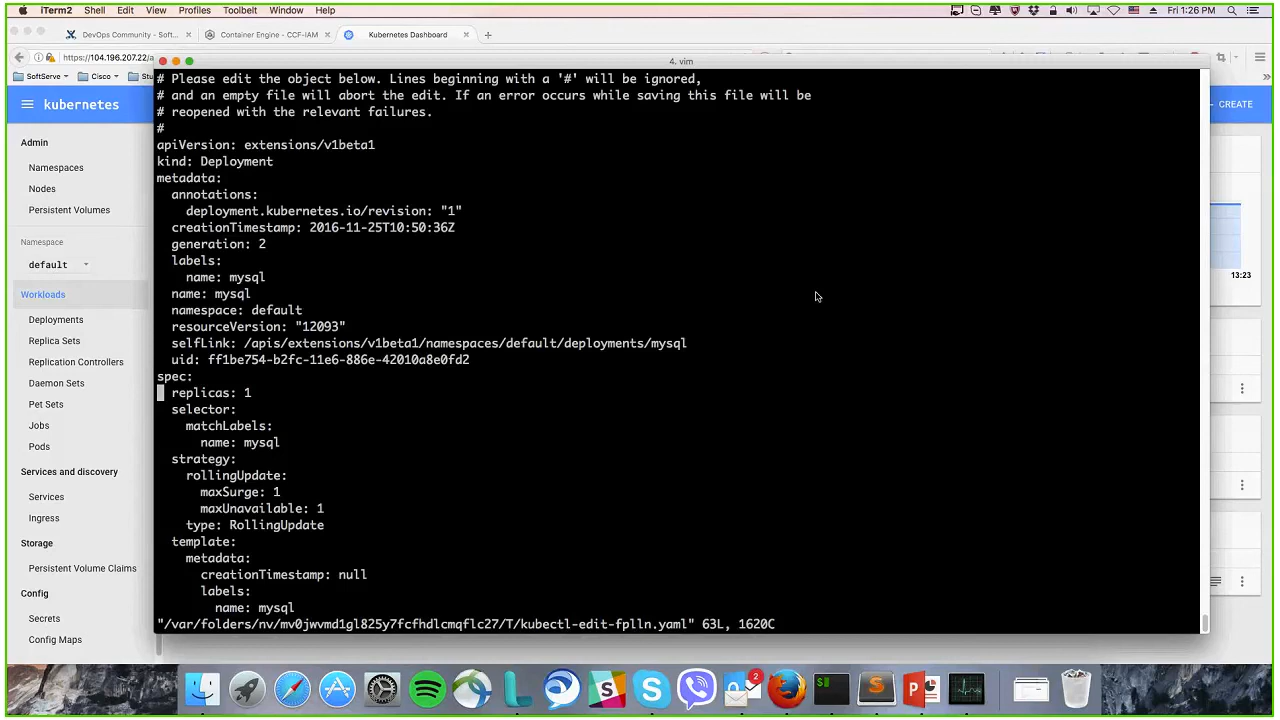 iTerm2 Shell Edit View Profiles Toolbelt Window Help
Fri 1:26 PM
DevOps Community - Soft...
Container Engine - CCF-IAM
Kubernetes Dashboard
https://104.196.207.22/a
SoftServe
Cisco
Stu
4. vim
kubernetes
CREATE
Admin
Namespaces
Nodes
Persistent Volumes
Namespace
default
Workloads
Deployments
Replica Sets
Replication Controllers
Daemon Sets
Pet Sets
Jobs
Pods
Services and discovery
Services
Ingress
Storage
Persistent Volume Claims
Config
Secrets
Config Maps
# Please edit the object below. Lines beginning with a '#' will be ignored,
# and an empty file will abort the edit. If an error occurs while saving this file will be
# reopened with the relevant failures.
#
apiVersion: extensions/v1beta1
kind: Deployment
metadata:
annotations:
deployment.kubernetes.io/revision: "1"
creationTimestamp: 2016-11-25T10:50:36Z
generation: 2
labels:
name: mysql
name: mysql
namespace: default
resourceVersion: "12093"
selfLink: /apis/extensions/v1beta1/namespaces/default/deployments/mysql
uid: ff1be754-b2fc-11e6-886e-42010a8e0fd2
spec:
replicas: 1
selector:
matchLabels:
name: mysql
strategy:
rollingUpdate:
maxSurge: 1
maxUnavailable: 1
type: RollingUpdate
template:
metadata:
creationTimestamp: null
labels:
name: mysql
"/var/folders/nv/mv0jwvmd1gl825y7fcfhdlcmqflc27/T/kubectl-edit-fplln.yaml" 63L, 1620C
13:23
2